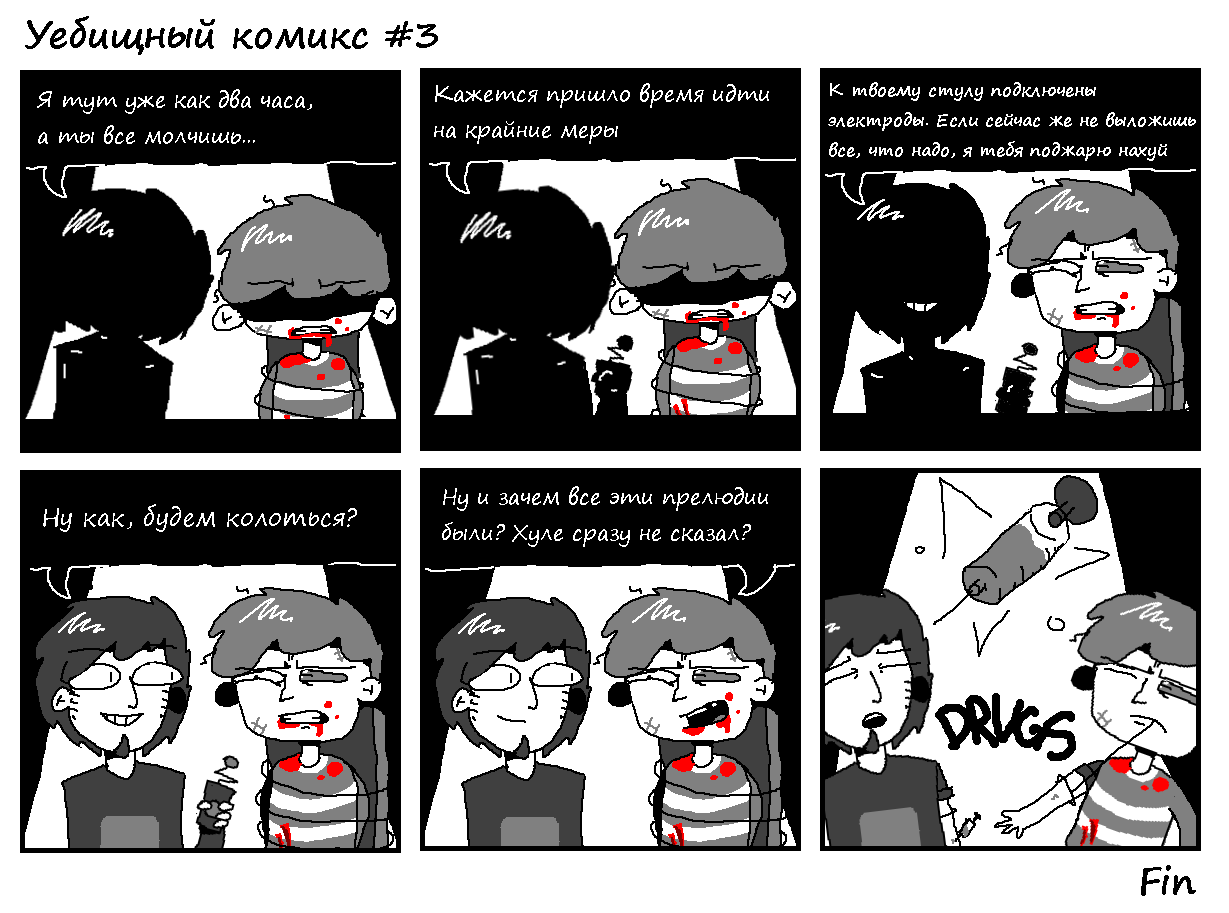 Уебищный комикс #3
Я тут уже как два часа,
а ты все молчишь...
Кажется пришло время идти
на крайние меры
К твоему стулу подключены
электроды. Если сейчас же не выложишь
все, что надо, я тебя поджарю нахуй
Ну как, будем колоться?
Ну и зачем все эти прелюдии
были? Хуле сразу не сказал?
DRUGS
Fin